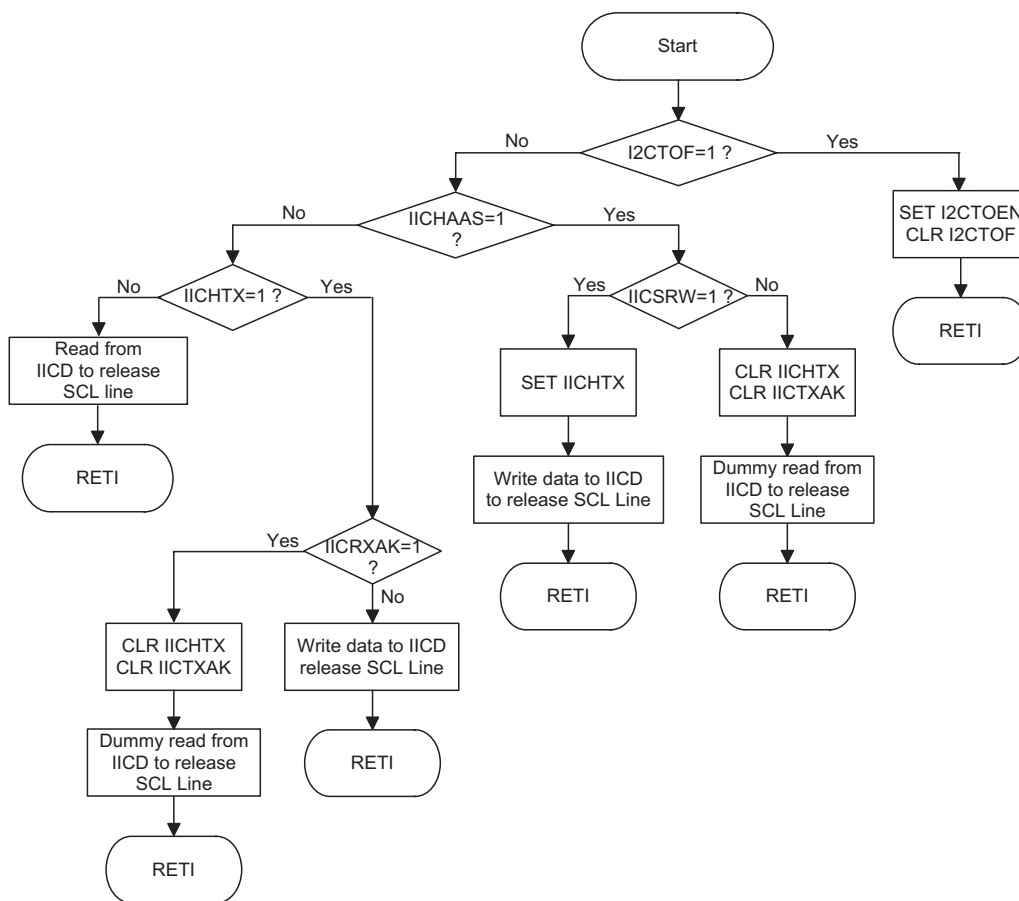 Start
No
I2CTOF=1 ?
Yes
No
IICHAAS=1
?
Yes
SET I2CTOEN
CLR I2CTOF
No
IICHTX=1 ?
Yes
Yes
IICSRW=1 ?
No
RETI
Read from
IICD to release
SCL line
SET IICHTX
CLR IICHTX
CLR IICTXAK
RETI
Write data to IICD
to release SCL Line
Dummy read from
IICD to release
SCL Line
Yes
IICRXAK=1
?
No
RETI
RETI
CLR IICHTX
CLR IICTXAK
Write data to IICD
release SCL Line
Dummy read from
IICD to release
SCL Line
RETI
RETI